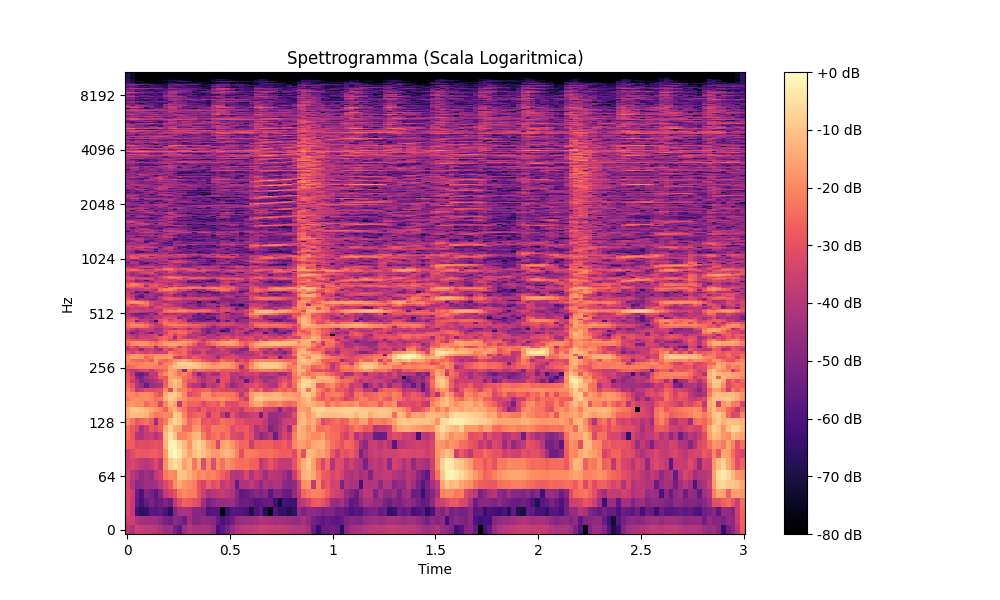 Spettrogramma (Scala Logaritmica)
Hz
8192
4096
2048
1024
512
256
128
64
0
0
0.5
1
1.5
2
2.5
3
Time
+0 dB
-10 dB
-20 dB
-30 dB
-40 dB
-50 dB
-60 dB
-70 dB
-80 dB